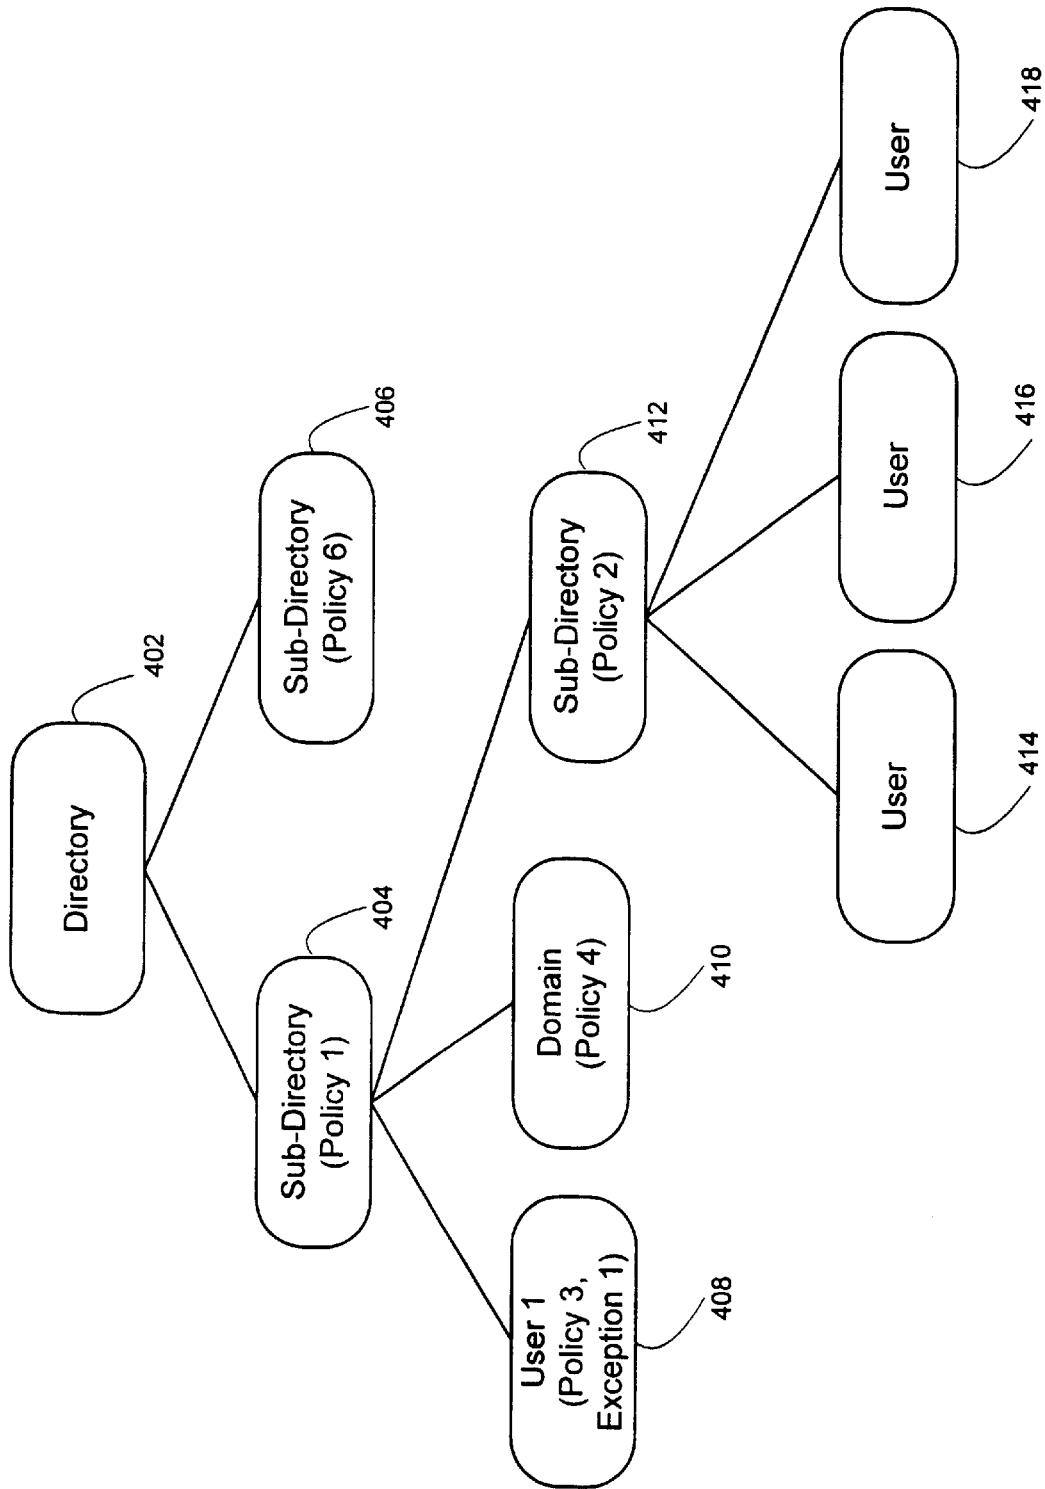 Directory
402
Sub-Directory
(Policy 1)
404
Sub-Directory
(Policy 6)
406
User 1
(Policy 3,
Exception 1)
408
Domain
(Policy 4)
410
Sub-Directory
(Policy 2)
412
User
414
User
416
User
418